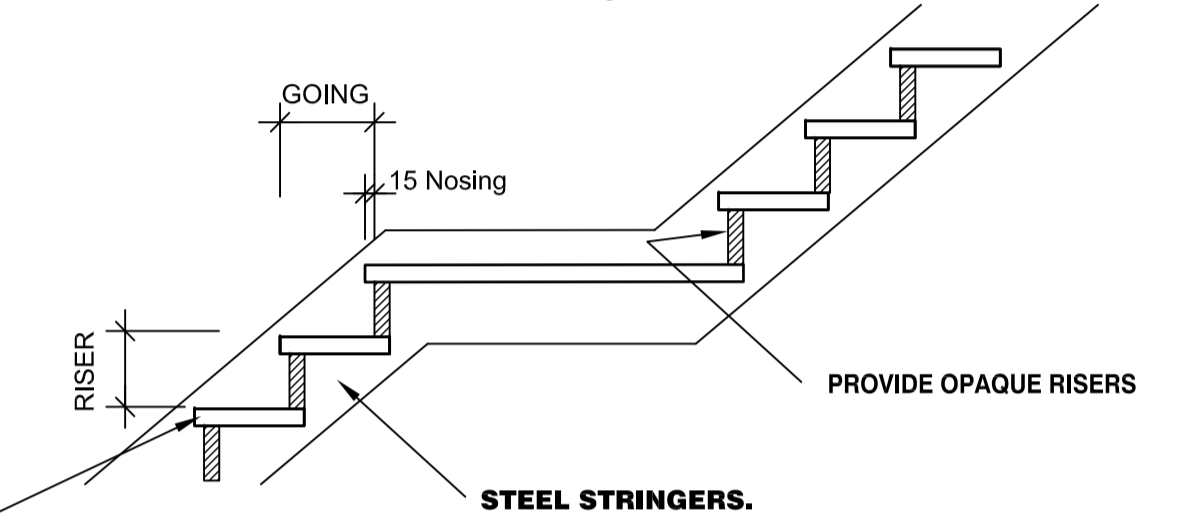 GOING
15 Nosing
RISER
PROVIDE OPAQUE RISERS
STEEL STRINGERS.